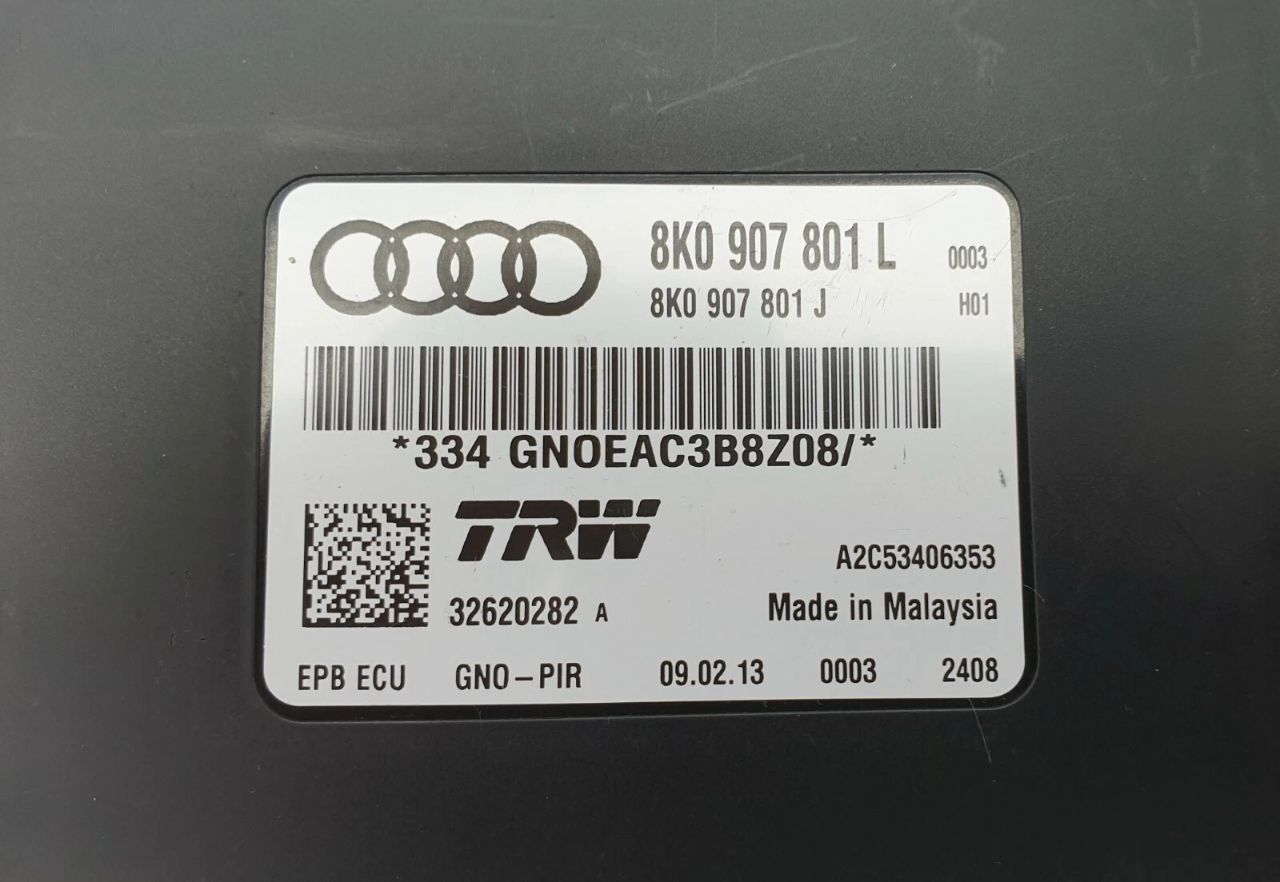 8K0 907 801 L 0003
8K0 907 801 J H01
*334 GN0EAC3B8Z08/*
TRW
A2C53406353
32620282 A Made in Malaysia
EPB ECU GNO-PIR 09.02.13 0003 2408